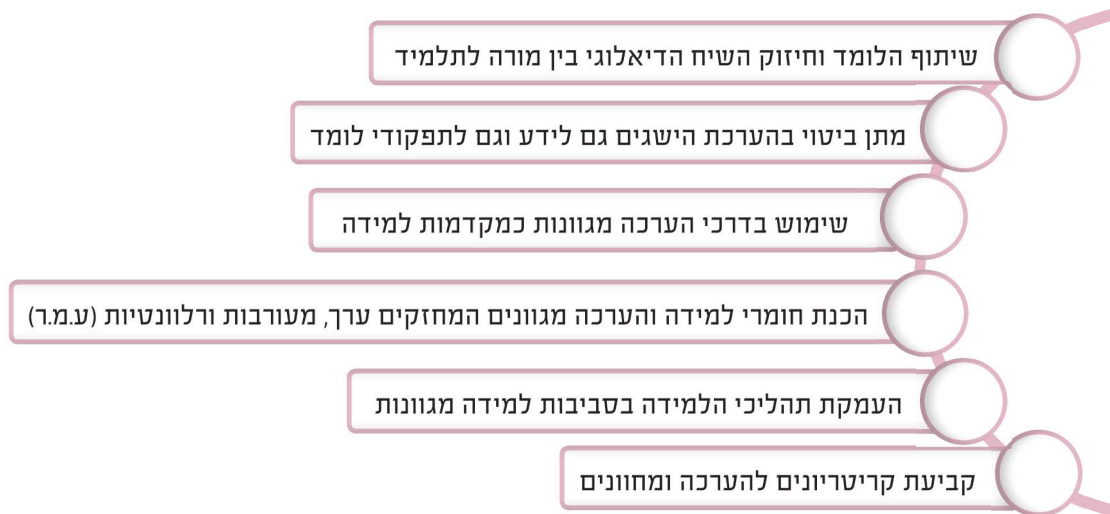 שיתוף הלומד וחיזוק השיח הדיאלוגי בין מורה לתלמיד
מתן ביטוי בהערכת הישגים גם לידע וגם לתפקודי לומד
שימוש בדרכי הערכה מגוונות כמקדמות למידה
הכנת חומרי למידה והערכה מגוונים המחזקים ערך, מעורבות ורלוונטיות (ע.מ.ר)
העמקת תהליכי הלמידה בסביבות למידה מגוונות
קביעת קריטריונים להערכה ומחוונים